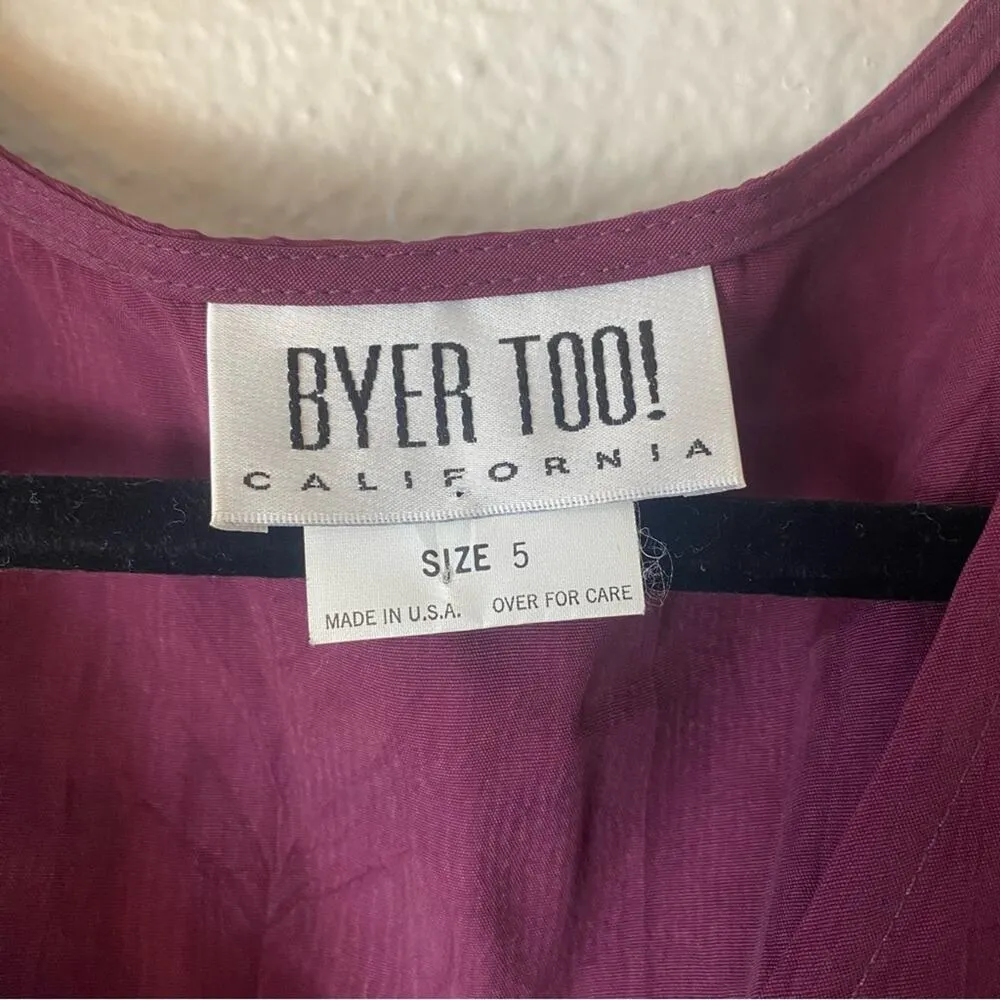 BYER TOO!
CALIFORNIA
SIZE 5
MADE IN U.S.A. OVER FOR CARE